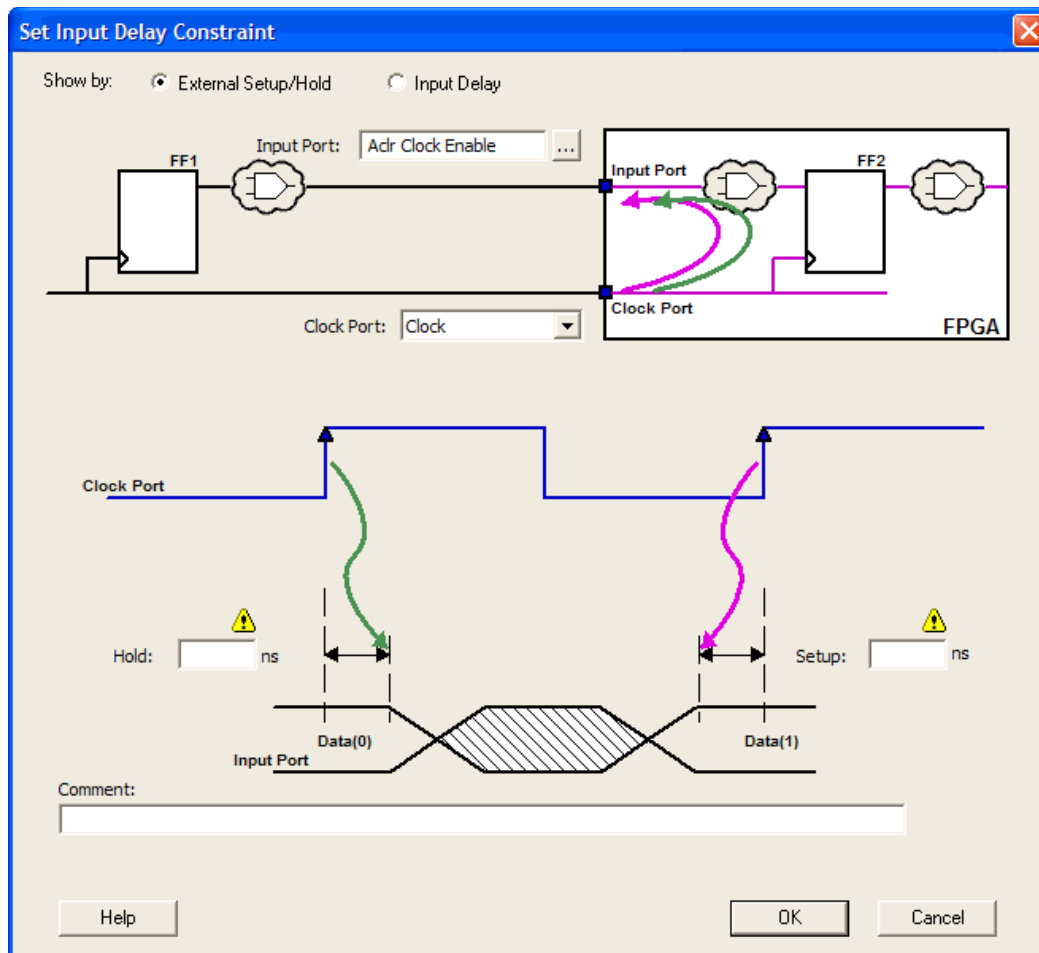 Set Input Delay Constraint
Show by: External Setup/Hold Input Delay
Input Port: Aclr Clock Enable ...
FF1
Input Port
FF2
Clock Port
Clock Port: Clock
FPGA
Clock Port
Hold: ns
Setup: ns
Data(0)
Data(1)
Input Port
Comment:
Help
OK
Cancel